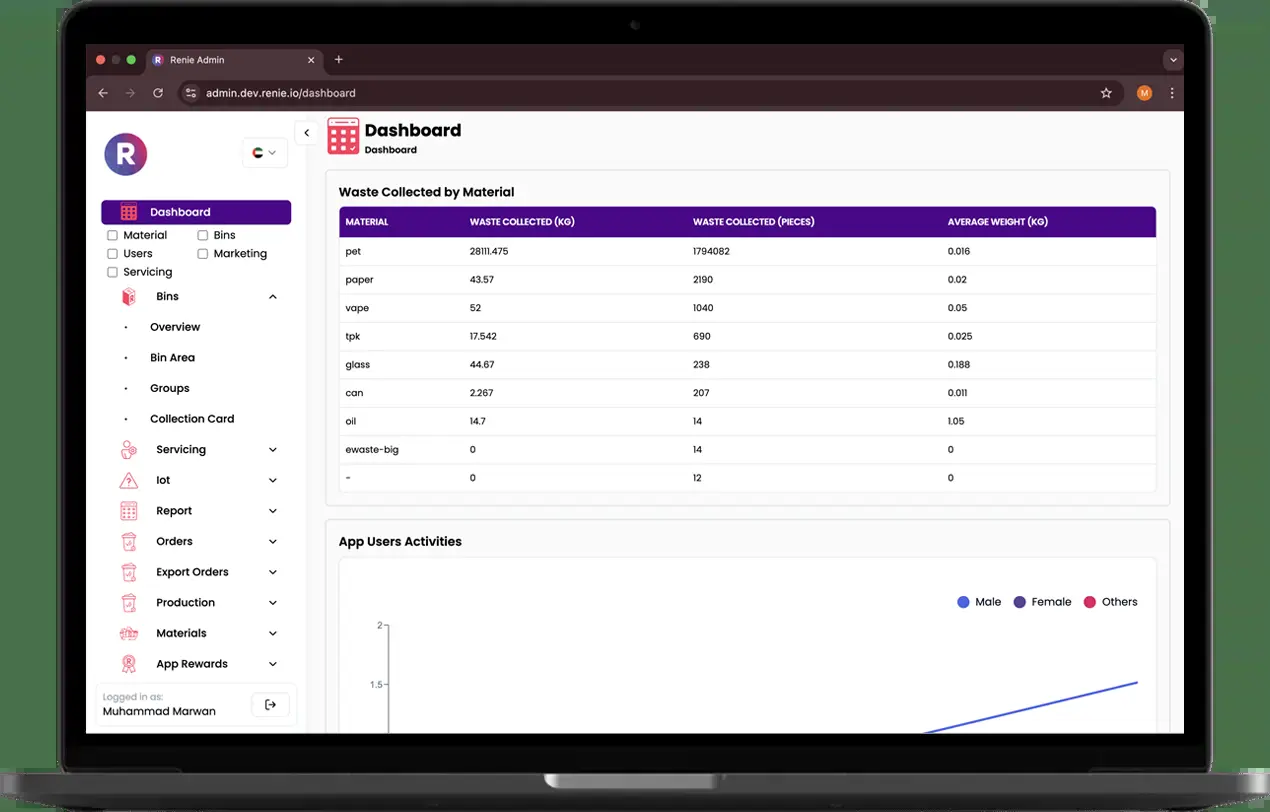 Renie Admin
admin.dev.renie.io/dashboard
M
R
Dashboard
Material Bins
Users Marketing
Servicing
Bins
Overview
Bin Area
Groups
Collection Card
Servicing
Iot
Report
Orders
Export Orders
Production
Materials
App Rewards
Logged in as:
Muhammad Marwan
Dashboard
Dashboard
Waste Collected by Material
MATERIAL WASTE COLLECTED (KG) WASTE COLLECTED (PIECES) AVERAGE WEIGHT (KG)
pet 28111.475 1794082 0.016
paper 43.57 2190 0.02
vape 52 1040 0.05
tpk 17.542 690 0.025
glass 44.67 238 0.188
can 2.267 207 0.011
oil 14.7 14 1.05
ewaste-big 0 14 0
- 0 12 0
App Users Activities
Male Female Others
2
1.5